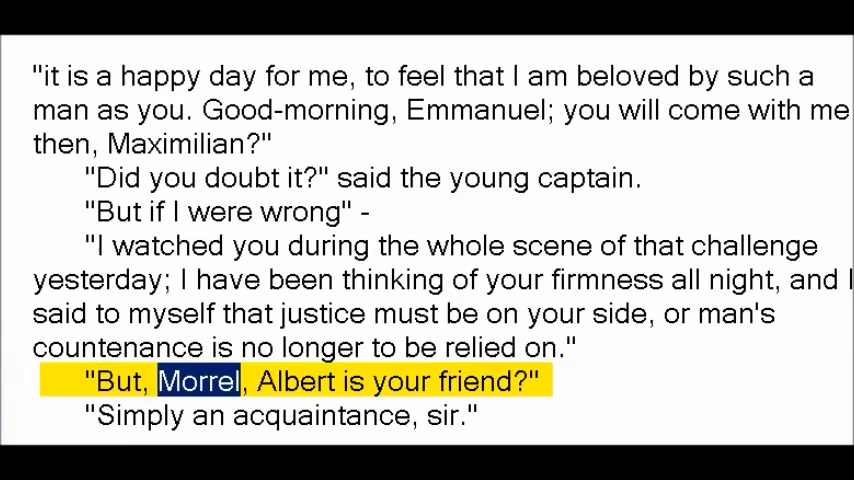 "it is a happy day for me, to feel that I am beloved by such a
man as you. Good-morning, Emmanuel; you will come with me
then, Maximilian?"
"Did you doubt it?" said the young captain.
"But if I were wrong" -
"I watched you during the whole scene of that challenge
yesterday; I have been thinking of your firmness all night, and I
said to myself that justice must be on your side, or man's
countenance is no longer to be relied on."
"But, Morrel, Albert is your friend?"
"Simply an acquaintance, sir."